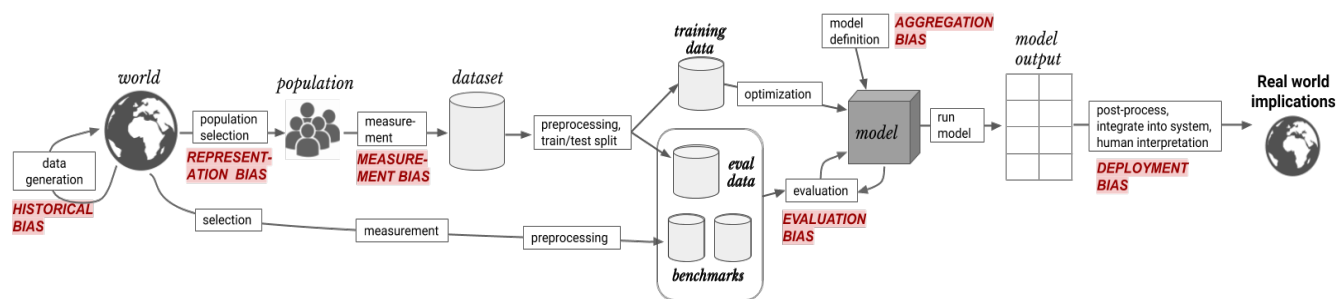 world
data
generation
HISTORICAL
BIAS
population
selection
REPRESENT-
ATION BIAS
population
measure-
ment
MEASURE-
MENT BIAS
dataset
preprocessing,
train/test split
training
data
optimization
model
definition
AGGREGATION
BIAS
eval
data
benchmarks
selection
measurement
preprocessing
evaluation
EVALUATION
BIAS
model
run
model
model
output
post-process,
integrate into system,
human interpretation
DEPLOYMENT
BIAS
Real world
implications